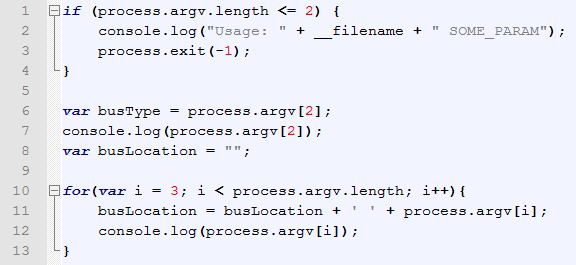 1 if (process.argv.length <= 2) {
2     console.log("Usage: " + __filename + " SOME_PARAM");
3     process.exit(-1);
4 }
5
6 var busType = process.argv[2];
7 console.log(process.argv[2]);
8 var busLocation = "";
9
10 for(var i = 3; i < process.argv.length; i++){
11     busLocation = busLocation + ' ' + process.argv[i];
12     console.log(process.argv[i]);
13 }